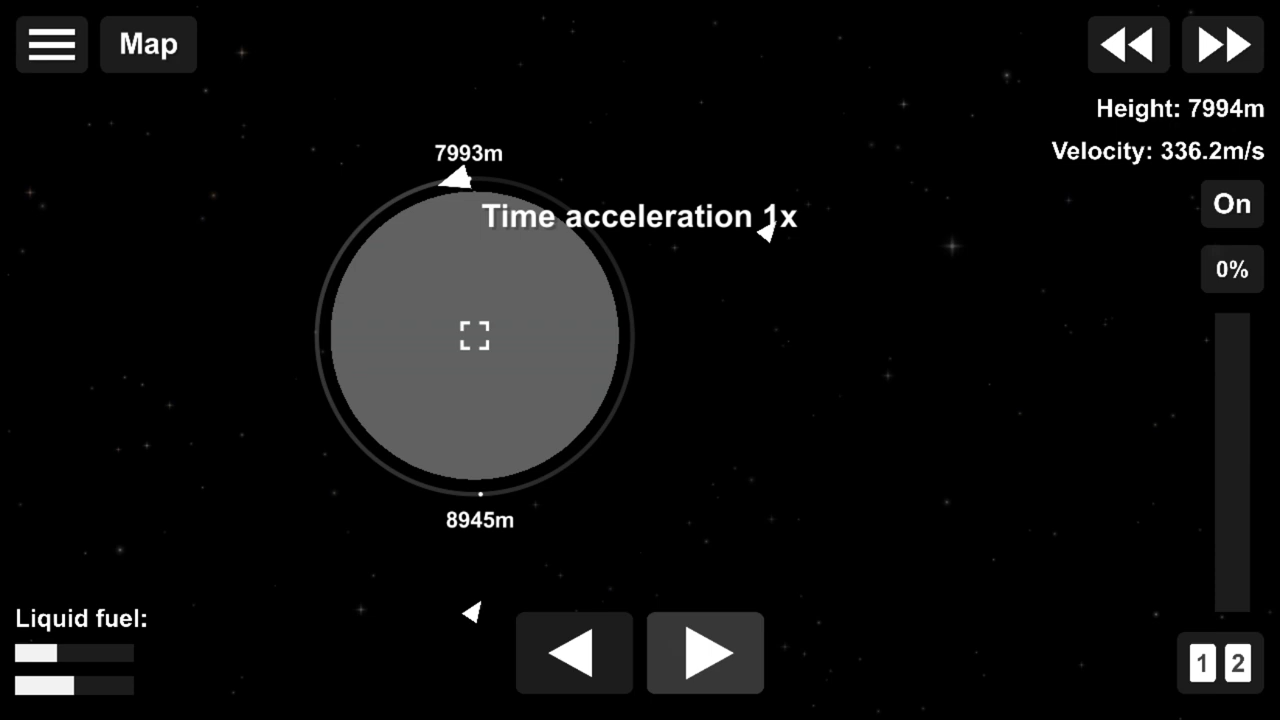 Map
Height: 7994m
Velocity: 336.2m/s
7993m
On
Time acceleration 1x
0%
8945m
Liquid fuel:
1 2